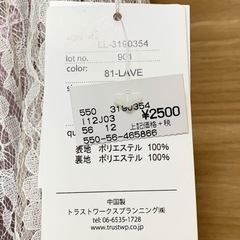 LL-3190354
lot no. 901
color:
81-LAVE
550 3190354
I12J03 ¥2500
56 12 上記価格+税
550-56-465866
表地 ポリエステル 100%
裏地 ポリエステル 100%
中国製
トラストワークスプランニング㈱
tel: 06-6535-1728
www.trustwp.co.jp